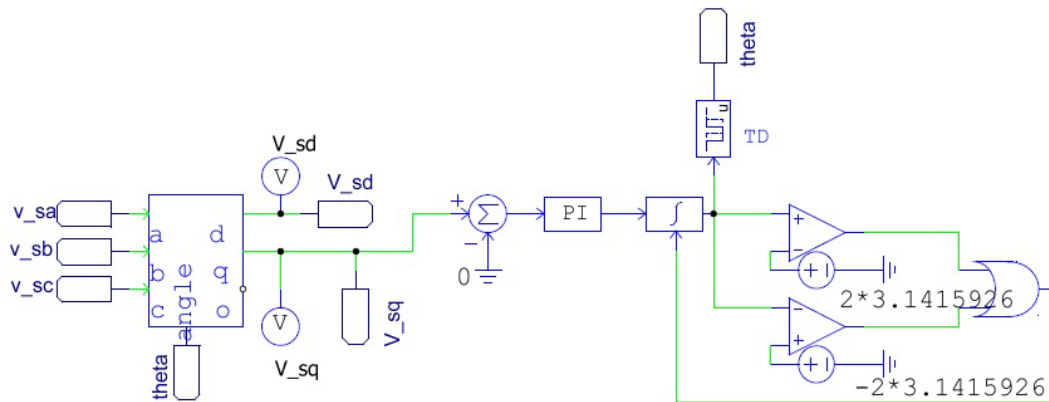 theta
V_sd
V
V_sd
u
TD
v_sa
v_sb
v_sc
a
b
c
d
q
o
angle
theta
V
V_sq
V_sq
+
Σ
−
0
PI
∫
+
−
+
−
2*3.1415926
−
+
+
−
-2*3.1415926